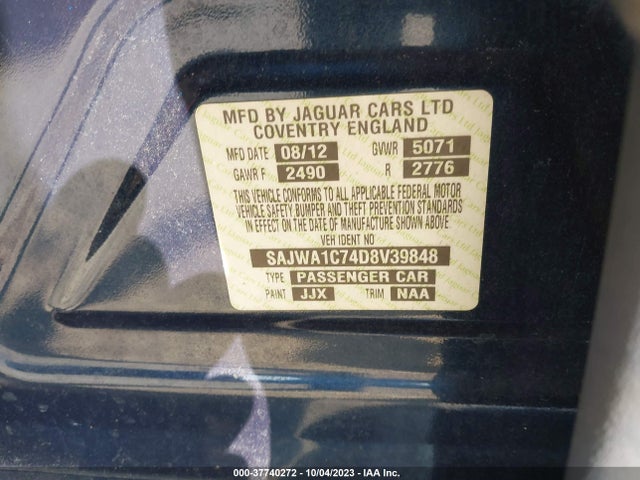 MFD BY JAGUAR CARS LTD
COVENTRY ENGLAND
MFD DATE 08/12 GVWR 5071
GAWR F 2490 R 2776
THIS VEHICLE CONFORMS TO ALL APPLICABLE FEDERAL MOTOR
VEHICLE SAFETY BUMPER AND THEFT PREVENTION STANDARDS
IN EFFECT ON THE DATE OF MANUFACTURE SHOWN ABOVE.
VEH IDENT NO
SAJWA1C74D8V39848
TYPE PASSENGER CAR
PAINT JJX TRIM NAA
000-37740272 - 10/04/2023 - IAA Inc.